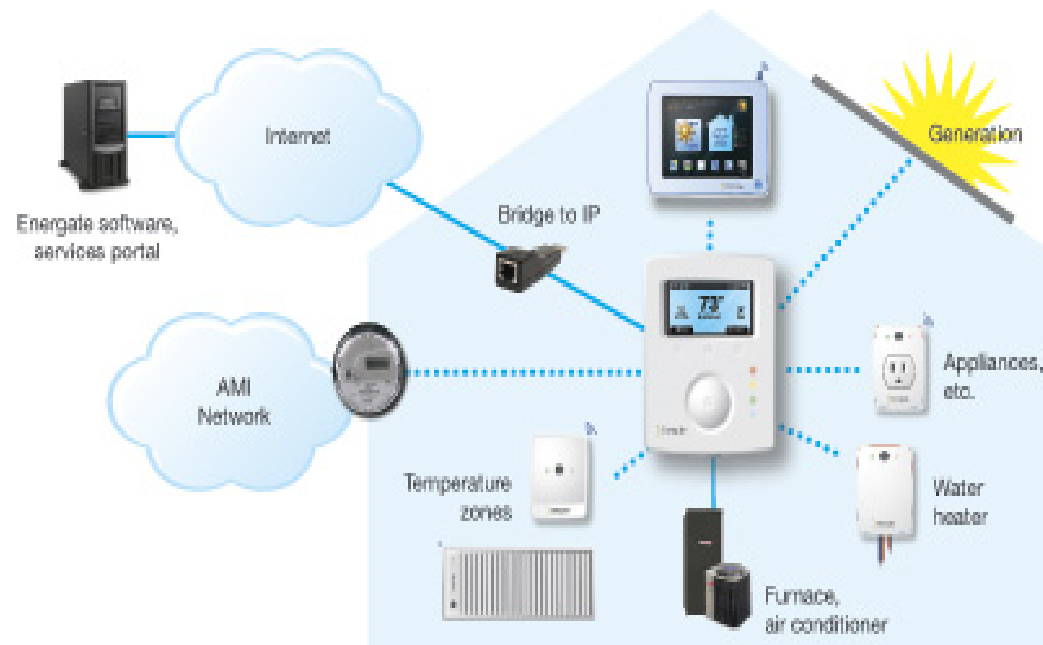 Internet
Generation
Energate software,
services portal
Bridge to IP
73°
AMI
Network
Appliances,
etc.
Temperature
zones
Water
heater
Furnace,
air conditioner